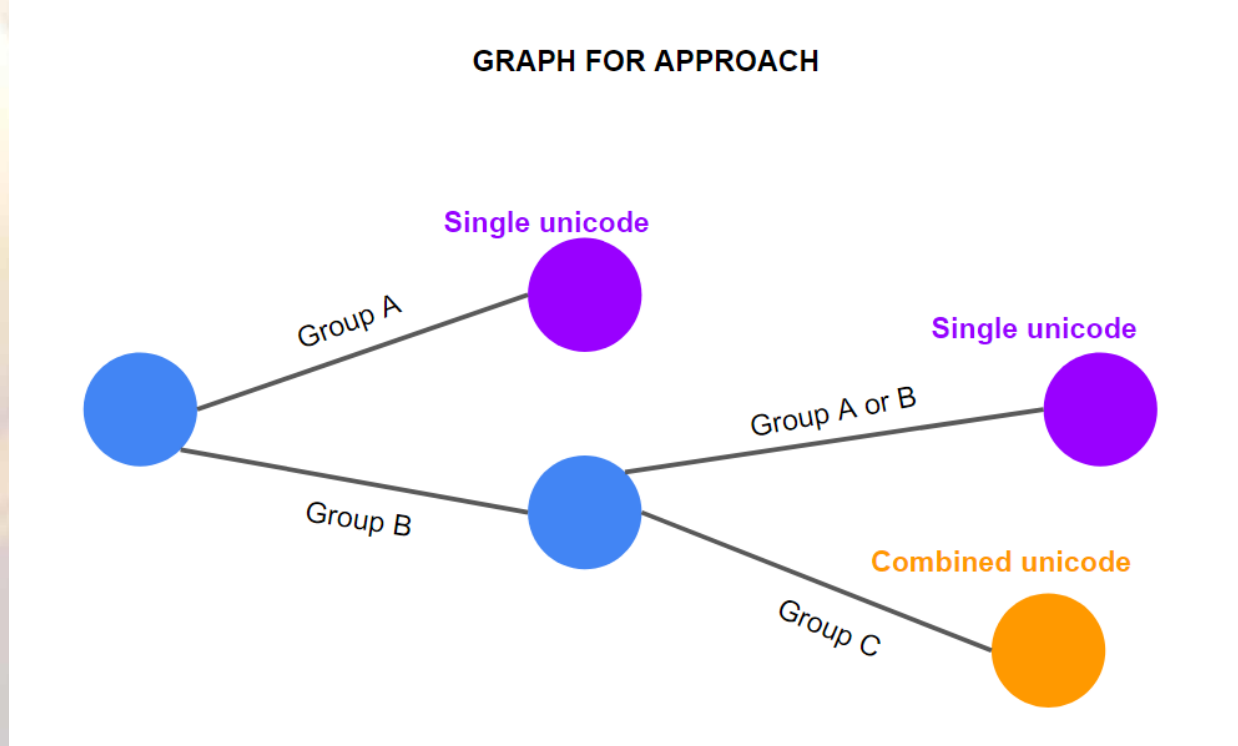 GRAPH FOR APPROACH
Single unicode
Group A
Single unicode
Group A or B
Group B
Combined unicode
Group C